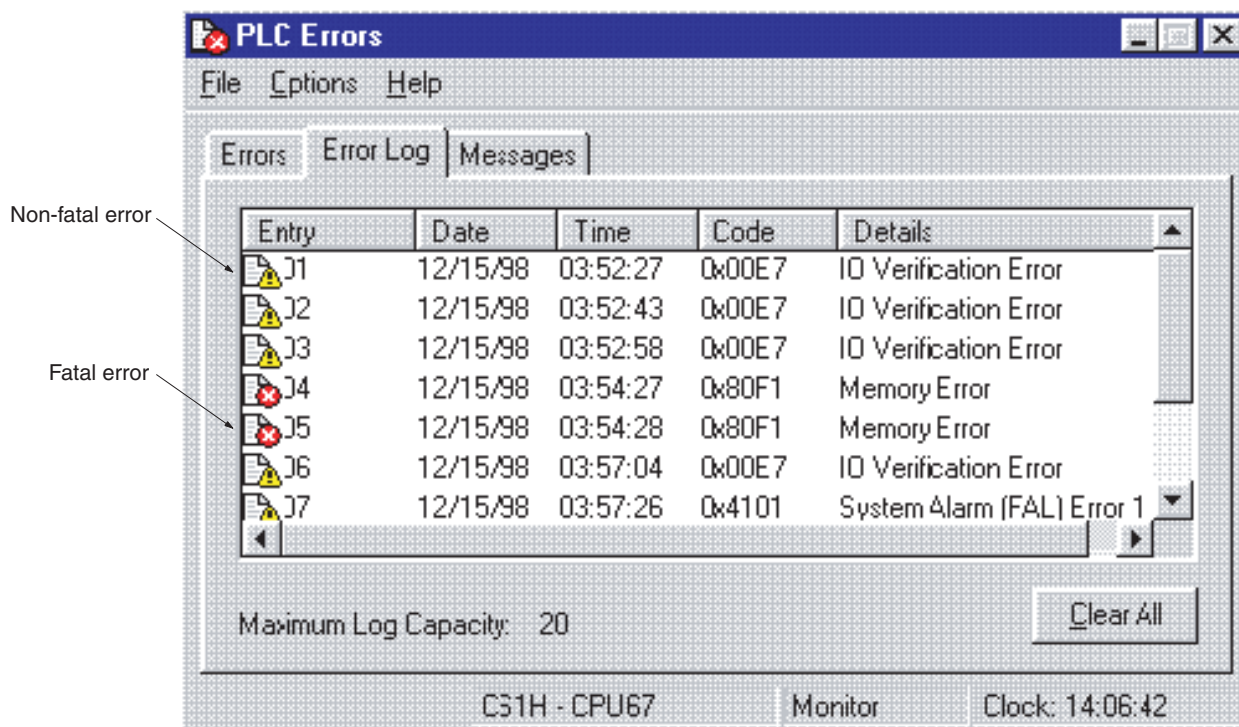 PLC Errors
File Options Help
Errors Error Log Messages
Non-fatal error
Entry Date Time Code Details
01 12/15/98 03:52:27 0x00E7 IO Verification Error
02 12/15/98 03:52:43 0x00E7 IO Verification Error
03 12/15/98 03:52:58 0x00E7 IO Verification Error
Fatal error
04 12/15/98 03:54:27 0x80F1 Memory Error
05 12/15/98 03:54:28 0x80F1 Memory Error
06 12/15/98 03:57:04 0x00E7 IO Verification Error
07 12/15/98 03:57:26 0x4101 System Alarm (FAL) Error 1
Maximum Log Capacity: 20
Clear All
CS1H - CPU67 Monitor Clock: 14:06:42